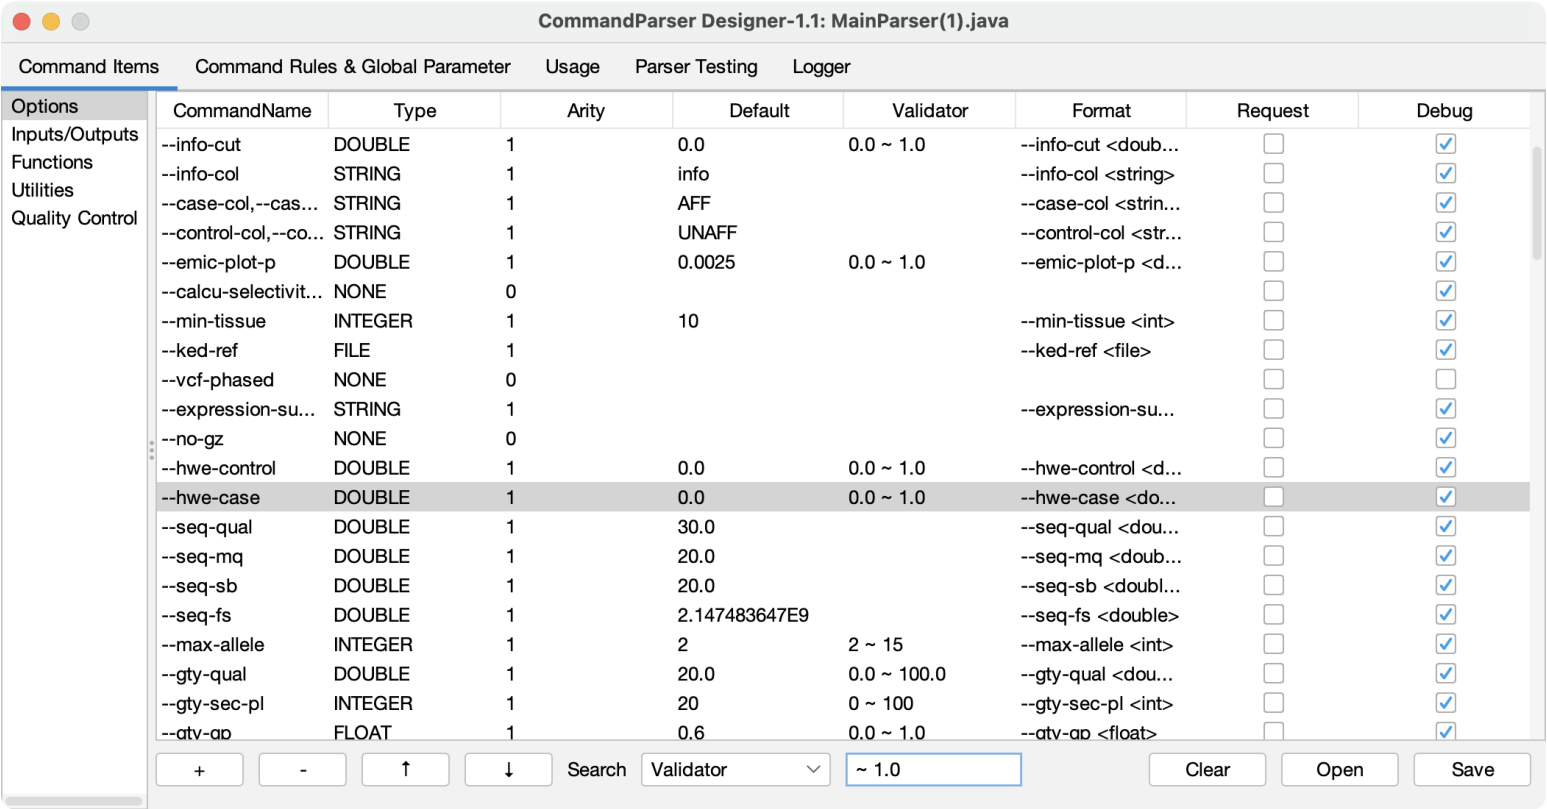 CommandParser Designer-1.1: MainParser(1).java
Command Items Command Rules & Global Parameter Usage Parser Testing Logger
Options
Inputs/Outputs
Functions
Utilities
Quality Control
CommandName Type Arity Default Validator Format Request Debug
--info-cut DOUBLE 1 0.0 0.0 ~ 1.0 --info-cut <doub...
--info-col STRING 1 info --info-col <string>
--case-col,--cas... STRING 1 AFF --case-col <strin...
--control-col,--co... STRING 1 UNAFF --control-col <str...
--emic-plot-p DOUBLE 1 0.0025 0.0 ~ 1.0 --emic-plot-p <d...
--calcu-selectivit... NONE 0
--min-tissue INTEGER 1 10 --min-tissue <int>
--ked-ref FILE 1 --ked-ref <file>
--vcf-phased NONE 0
--expression-su... STRING 1 --expression-su...
--no-gz NONE 0
--hwe-control DOUBLE 1 0.0 0.0 ~ 1.0 --hwe-control <d...
--hwe-case DOUBLE 1 0.0 0.0 ~ 1.0 --hwe-case <do...
--seq-qual DOUBLE 1 30.0 --seq-qual <dou...
--seq-mq DOUBLE 1 20.0 --seq-mq <doub...
--seq-sb DOUBLE 1 20.0 --seq-sb <doubl...
--seq-fs DOUBLE 1 2.147483647E9 --seq-fs <double>
--max-allele INTEGER 1 2 2 ~ 15 --max-allele <int>
--gty-qual DOUBLE 1 20.0 0.0 ~ 100.0 --gty-qual <dou...
--gty-sec-pl INTEGER 1 20 0 ~ 100 --gty-sec-pl <int>
--gty-gp FLOAT 1 0.6 0.0 ~ 1.0 --gty-gp <float>
+ - ↑ ↓ Search Validator ~ 1.0 Clear Open Save